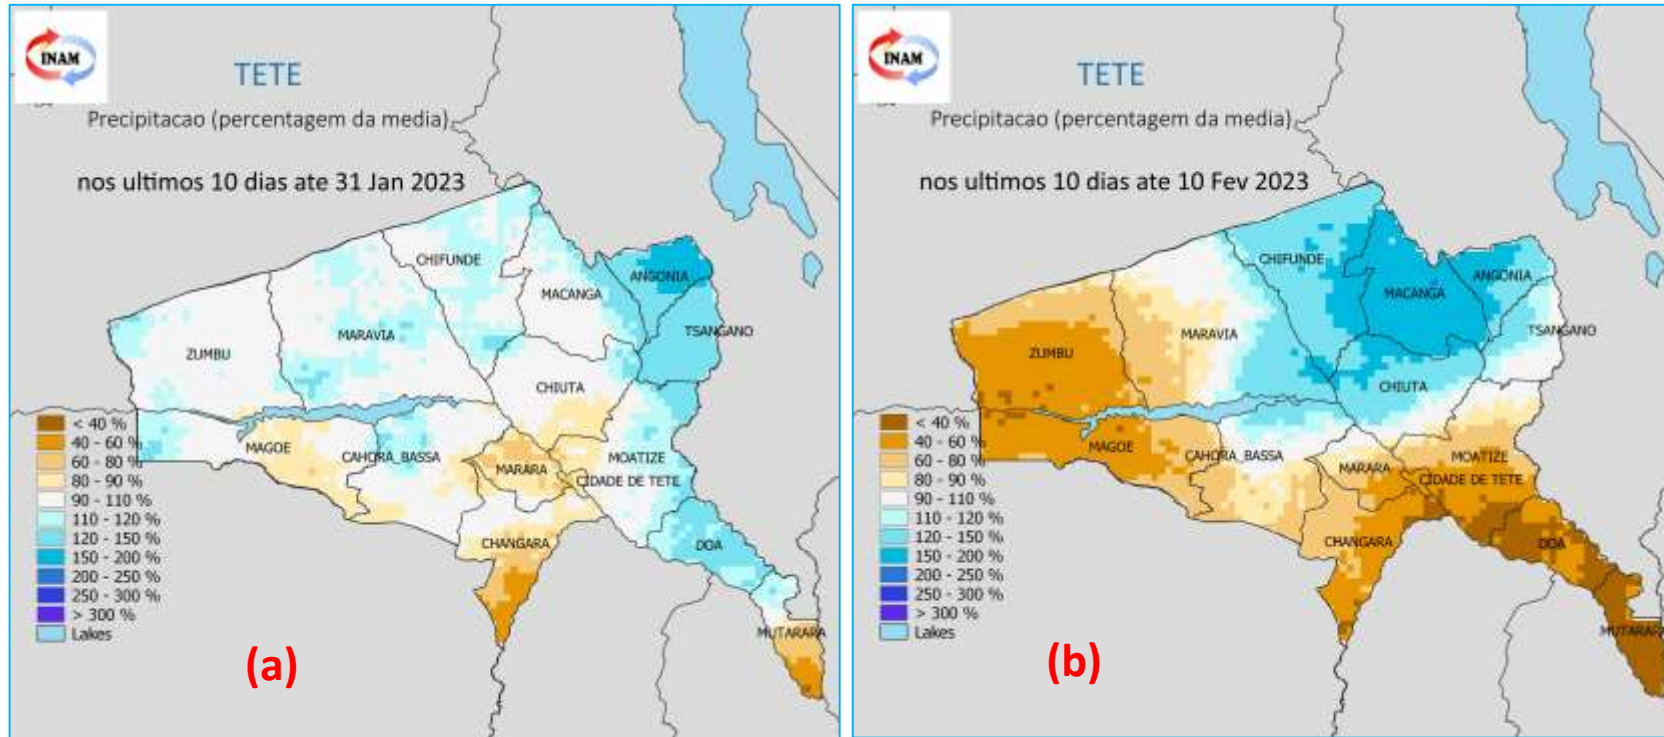 INAM
TETE
Precipitacao (percentagem da media)
nos ultimos 10 dias ate 31 Jan 2023
CHIFUNDE
ANGONIA
MACANGA
TSANGANO
MARAVIA
ZUMBU
CHIUTA
MAGOE
CAHORA_BASSA
MARARA
MOATIZE
CIDADE DE TETE
CHANGARA
DOA
MUTARARA
< 40 %
40 - 60 %
60 - 80 %
80 - 90 %
90 - 110 %
110 - 120 %
120 - 150 %
150 - 200 %
200 - 250 %
250 - 300 %
> 300 %
Lakes
(a)
INAM
TETE
Precipitacao (percentagem da media)
nos ultimos 10 dias ate 10 Fev 2023
CHIFUNDE
ANGONIA
MACANGA
TSANGANO
MARAVIA
ZUMBU
CHIUTA
MAGOE
CAHORA_BASSA
MARARA
MOATIZE
CIDADE DE TETE
CHANGARA
DOA
MUTARARA
< 40 %
40 - 60 %
60 - 80 %
80 - 90 %
90 - 110 %
110 - 120 %
120 - 150 %
150 - 200 %
200 - 250 %
250 - 300 %
> 300 %
Lakes
(b)